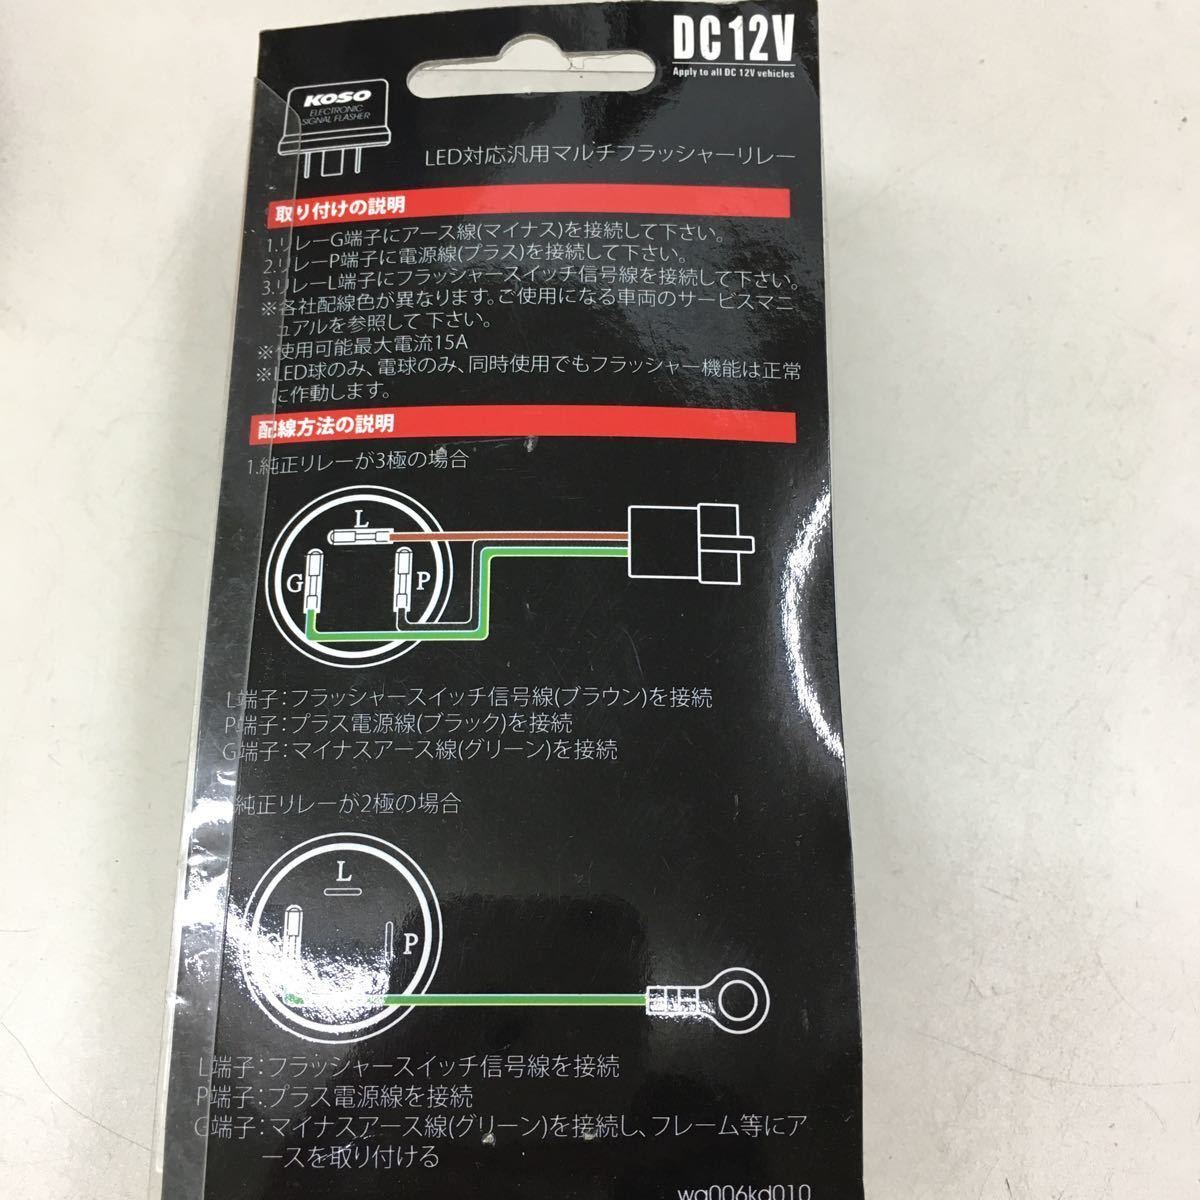 DC12V
Apply to all DC 12V vehicles
KOSO
ELECTRONIC
SIGNAL FLASHER
LED対応汎用マルチフラッシャーリレー
取り付けの説明
1.リレーG端子にアース線(マイナス)を接続して下さい。
2.リレーP端子に電源線(プラス)を接続して下さい。
3.リレーL端子にフラッシャースイッチ信号線を接続して下さい。
※各社配線色が異なります。ご使用になる車両のサービスマニ
ュアルを参照して下さい。
※使用可能最大電流15A
※LED球のみ、電球のみ、同時使用でもフラッシャー機能は正常
に作動します。
配線方法の説明
1.純正リレーが3極の場合
L
G
P
L端子:フラッシャースイッチ信号線(ブラウン)を接続
P端子:プラス電源線(ブラック)を接続
G端子:マイナスアース線(グリーン)を接続
純正リレーが2極の場合
L
P
L端子:フラッシャースイッチ信号線を接続
P端子:プラス電源線を接続
G端子:マイナスアース線(グリーン)を接続し、フレーム等にア
ースを取り付ける
wg006kd010